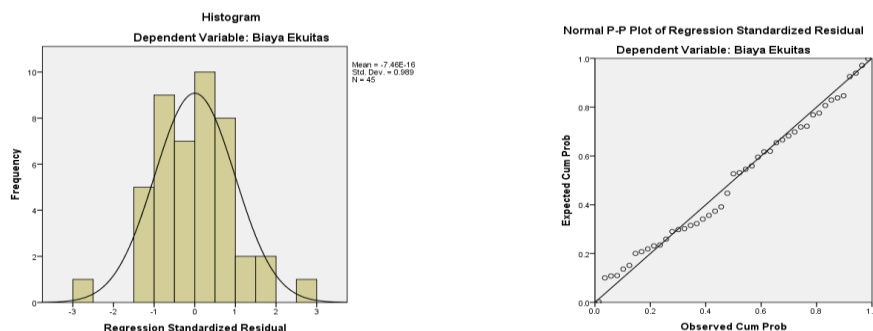 Histogram
Dependent Variable: Biaya Ekuitas
Mean = -7.46E-16
Std. Dev. = 0.989
N = 45
Frequency
10
8
6
4
2
0
-3 -2 -1 0 1 2 3
Regression Standardized Residual
Normal P-P Plot of Regression Standardized Residual
Dependent Variable: Biaya Ekuitas
Expected Cum Prob
1.0
0.8
0.6
0.4
0.2
0.0
0.0 0.2 0.4 0.6 0.8 1.
Observed Cum Prob